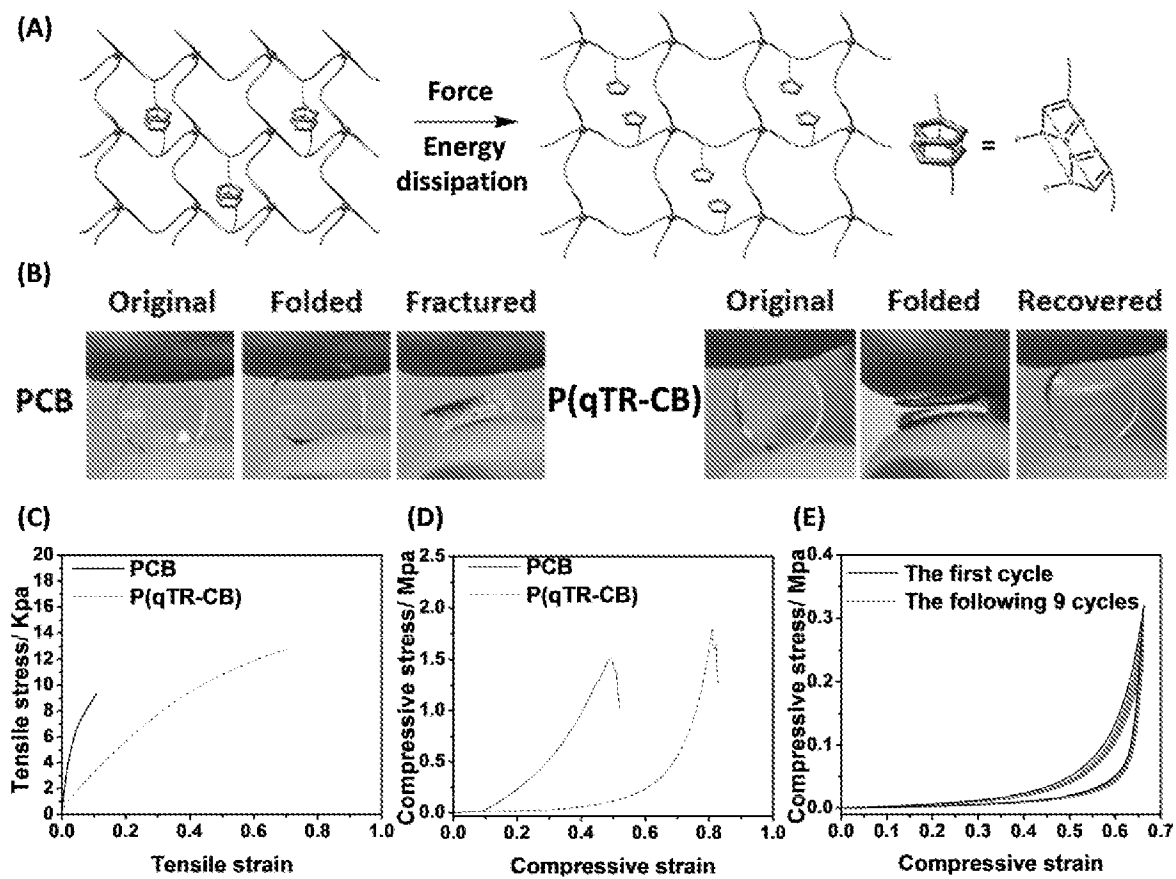 (A)
Force
Energy
dissipation
=
(B)
Original Folded Fractured
Original Folded Recovered
PCB
P(qTR-CB)
(C)
20
18
16
14
12
10
8
6
4
2
0
0.0 0.2 0.4 0.6 0.8 1.0
Tensile stress/ Kpa
Tensile strain
PCB
P(qTR-CB)
(D)
2.5
2.0
1.5
1.0
0.5
0.0
0.0 0.2 0.4 0.6 0.8 1.0
Compressive stress/ Mpa
Compressive strain
PCB
P(qTR-CB)
(E)
0.4
0.3
0.2
0.1
0.0
0.0 0.1 0.2 0.3 0.4 0.5 0.6 0.7
Compressive stress/ Mpa
Compressive strain
The first cycle
The following 9 cycles